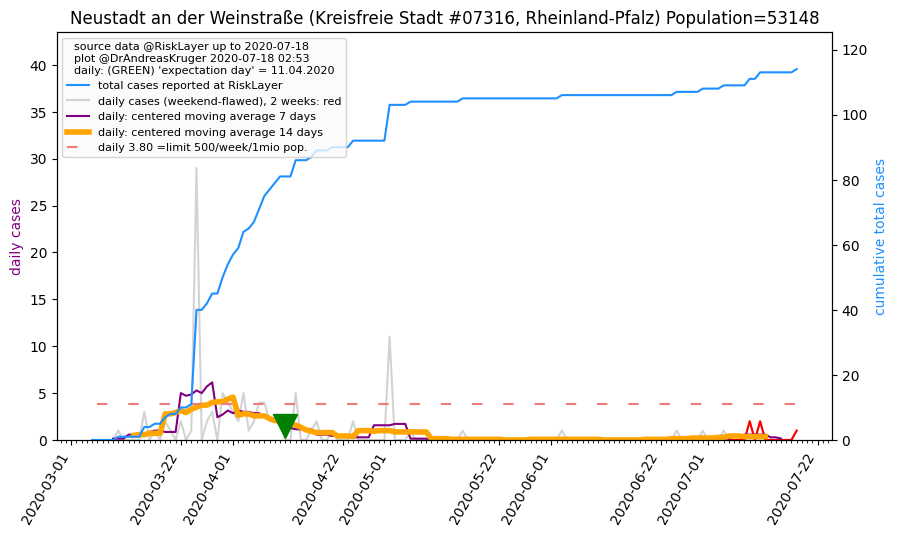 Neustadt an der Weinstraße (Kreisfreie Stadt #07316, Rheinland-Pfalz) Population=53148
source data @RiskLayer up to 2020-07-18
plot @DrAndreasKruger 2020-07-18 02:53
daily: (GREEN) 'expectation day' = 11.04.2020
total cases reported at RiskLayer
daily cases (weekend-flawed), 2 weeks: red
daily: centered moving average 7 days
daily: centered moving average 14 days
daily 3.80 =limit 500/week/1mio pop.
daily cases
40
35
30
25
20
15
10
5
0
120
100
80
60
40
20
0
cumulative total cases
2020-03-01
2020-03-22
2020-04-01
2020-04-22
2020-05-01
2020-05-22
2020-06-01
2020-06-22
2020-07-01
2020-07-22